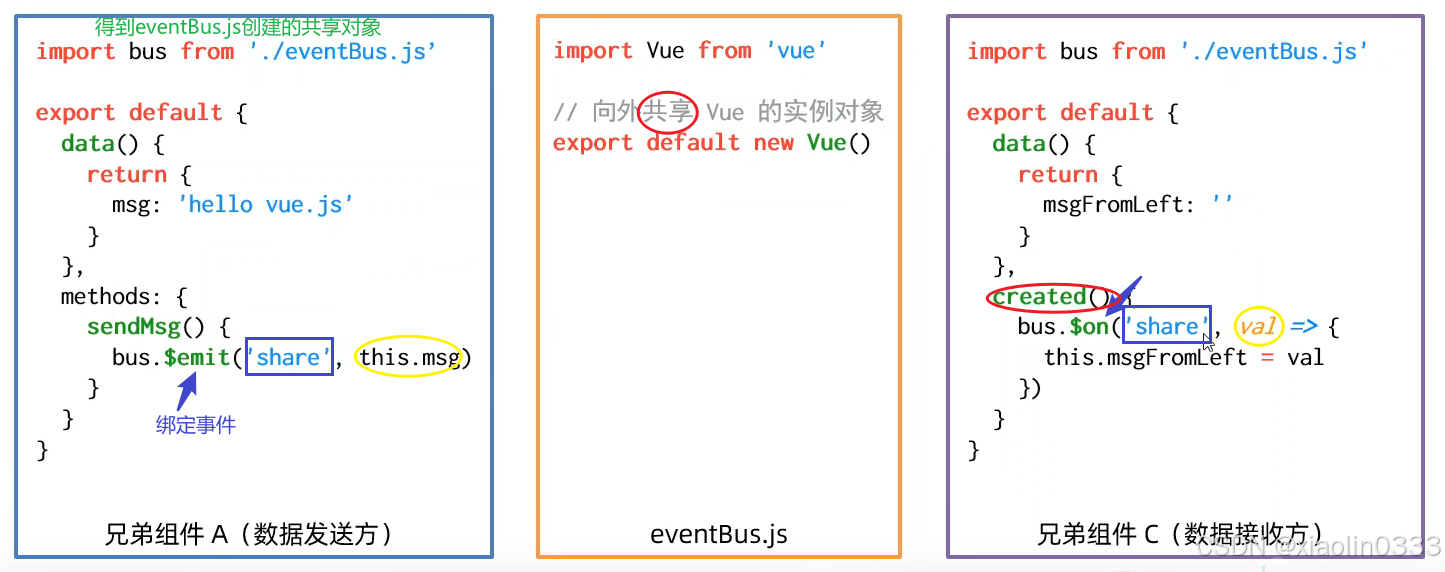 得到eventBus.js创建的共享对象
import bus from './eventBus.js’
export default {
data() {
return {
msg: 'hello vue.js'
}
},
methods: {
sendMsg() {
bus.$emit('share', this.msg)
}
}
}
绑定事件
兄弟组件 A（数据发送方）
import Vue from 'vue'
// 向外共享 Vue 的实例对象
export default new Vue()
eventBus.js
import bus from './eventBus.js'
export default {
data() {
return {
msgFromLeft: ''
}
},
created() {
bus.$on('share', val => {
this.msgFromLeft = val
})
}
}
兄弟组件 C（数据接收方）
CSDN @xiaolin0333